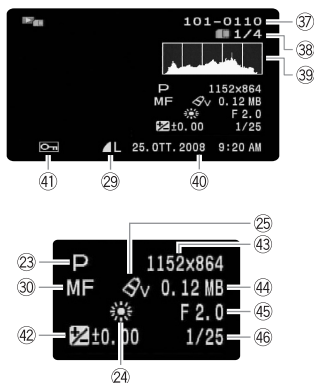 101-0110 37
1/4 38
39
P 1152x864
MF V 0.12 MB
F 2.0
±0.00 1/25
L 25.OTT.2008 9:20 AM
41 29 40
25
43
23 P 1152x864
30 MF V 0.12 MB 44
F 2.0 45
42 ±0.00 1/25 46
24